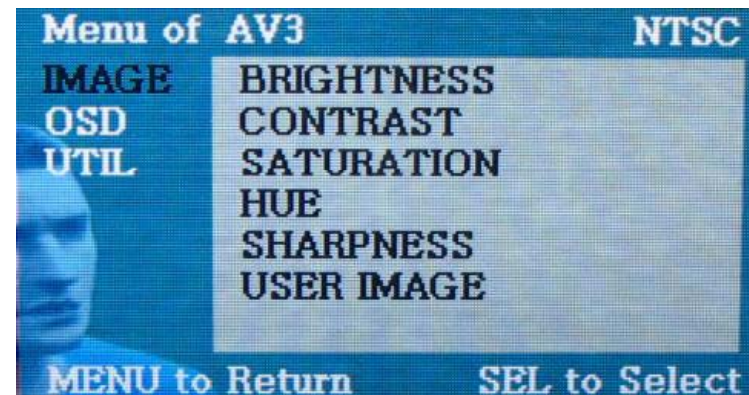 Menu of AV3 NTSC
IMAGE BRIGHTNESS
OSD CONTRAST
UTIL SATURATION
HUE
SHARPNESS
USER IMAGE
MENU to Return SEL to Select